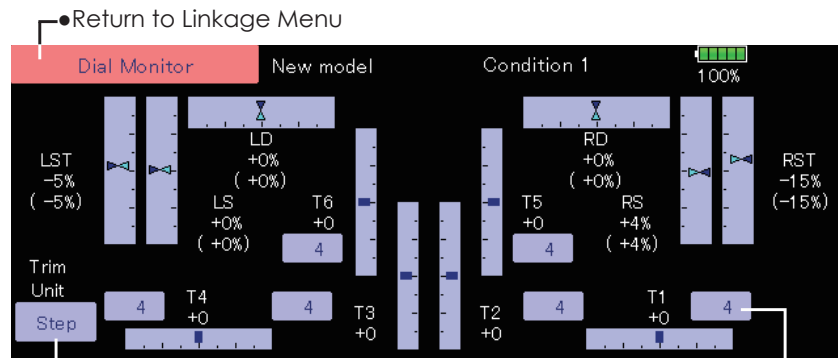 ●Return to Linkage Menu
Dial Monitor New model Condition 1 100%
LST
-5%
( -5%)
LD
+0%
( +0%)
LS
+0%
( +0%)
T6
+0
4
RD
+0%
( +0%)
T5
+0
4
RS
+4%
( +4%)
RST
-15%
(-15%)
Trim
Unit
Step
4
T4
+0
4
T3
+0
T2
+0
4
T1
+0
4